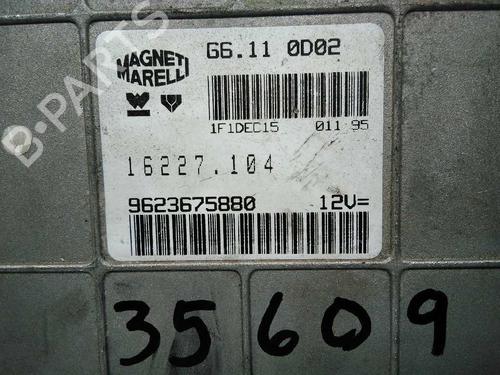 B-PARTS
MAGNETI
MARELLI
G6.11 0D02
1F1DEC15 011 95
16227.104
9623675880 12V=
35609